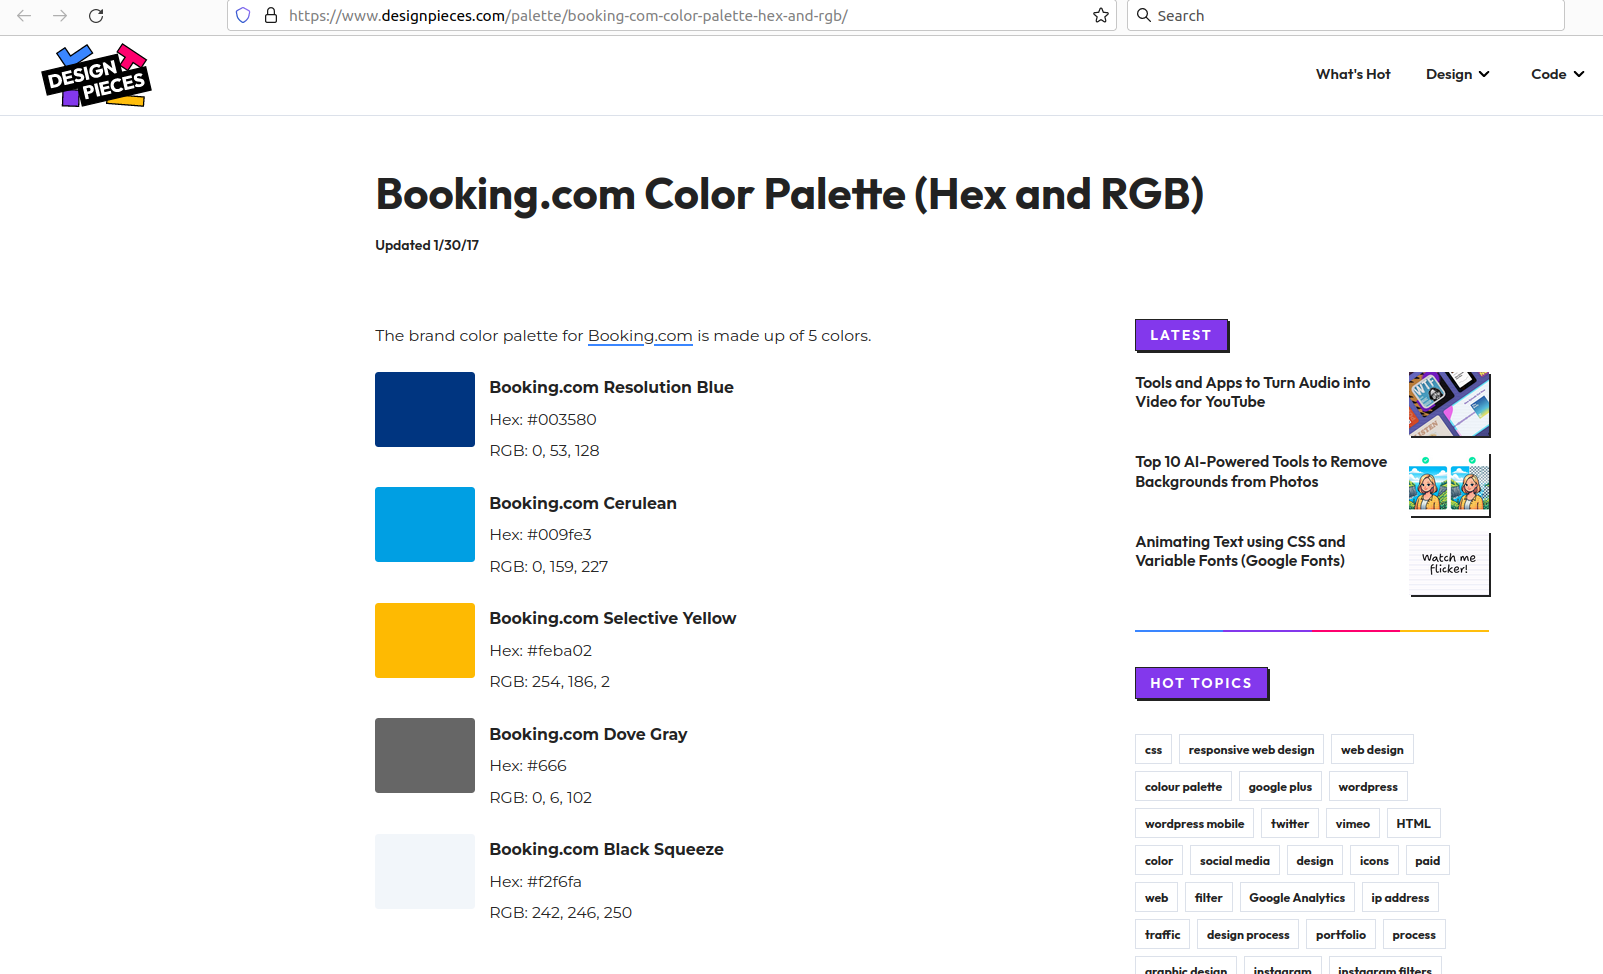 https://www.designpieces.com/palette/booking-com-color-palette-hex-and-rgb/
Search
DESIGN
PIECES
What's Hot
Design
Code
Booking.com Color Palette (Hex and RGB)
Updated 1/30/17
The brand color palette for Booking.com is made up of 5 colors.
Booking.com Resolution Blue
Hex: #003580
RGB: 0, 53, 128
Booking.com Cerulean
Hex: #009fe3
RGB: 0, 159, 227
Booking.com Selective Yellow
Hex: #feba02
RGB: 254, 186, 2
Booking.com Dove Gray
Hex: #666
RGB: 0, 6, 102
Booking.com Black Squeeze
Hex: #f2f6fa
RGB: 242, 246, 250
LATEST
Tools and Apps to Turn Audio into
Video for YouTube
WTF
LISTEN
Top 10 AI-Powered Tools to Remove
Backgrounds from Photos
Animating Text using CSS and
Variable Fonts (Google Fonts)
Watch me
flicker!
HOT TOPICS
css responsive web design web design
colour palette google plus wordpress
wordpress mobile twitter vimeo HTML
color social media design icons paid
web filter Google Analytics ip address
traffic design process portfolio process
graphic design instagram instagram filters